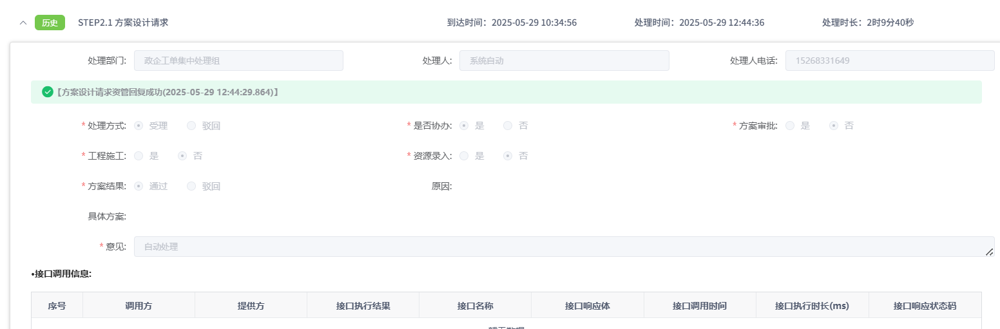 历史 STEP2.1 方案设计请求 到达时间：2025-05-29 10:34:56 处理时间：2025-05-29 12:44:36 处理时长：2时9分40秒
处理部门: 政企工单集中处理组 处理人: 系统自动 处理人电话: 15268331649
【方案设计请求资管回复成功(2025-05-29 12:44:29.864)】
* 处理方式: 受理 驳回 * 是否协办: 是 否 * 方案审批: 是 否
* 工程施工: 是 否 * 资源录入: 是 否
* 方案结果: 通过 驳回 原因:
具体方案:
* 意见: 自动处理
•接口调用信息:
序号 调用方 提供方 接口执行结果 接口名称 接口响应体 接口调用时间 接口执行时长(ms) 接口响应状态码